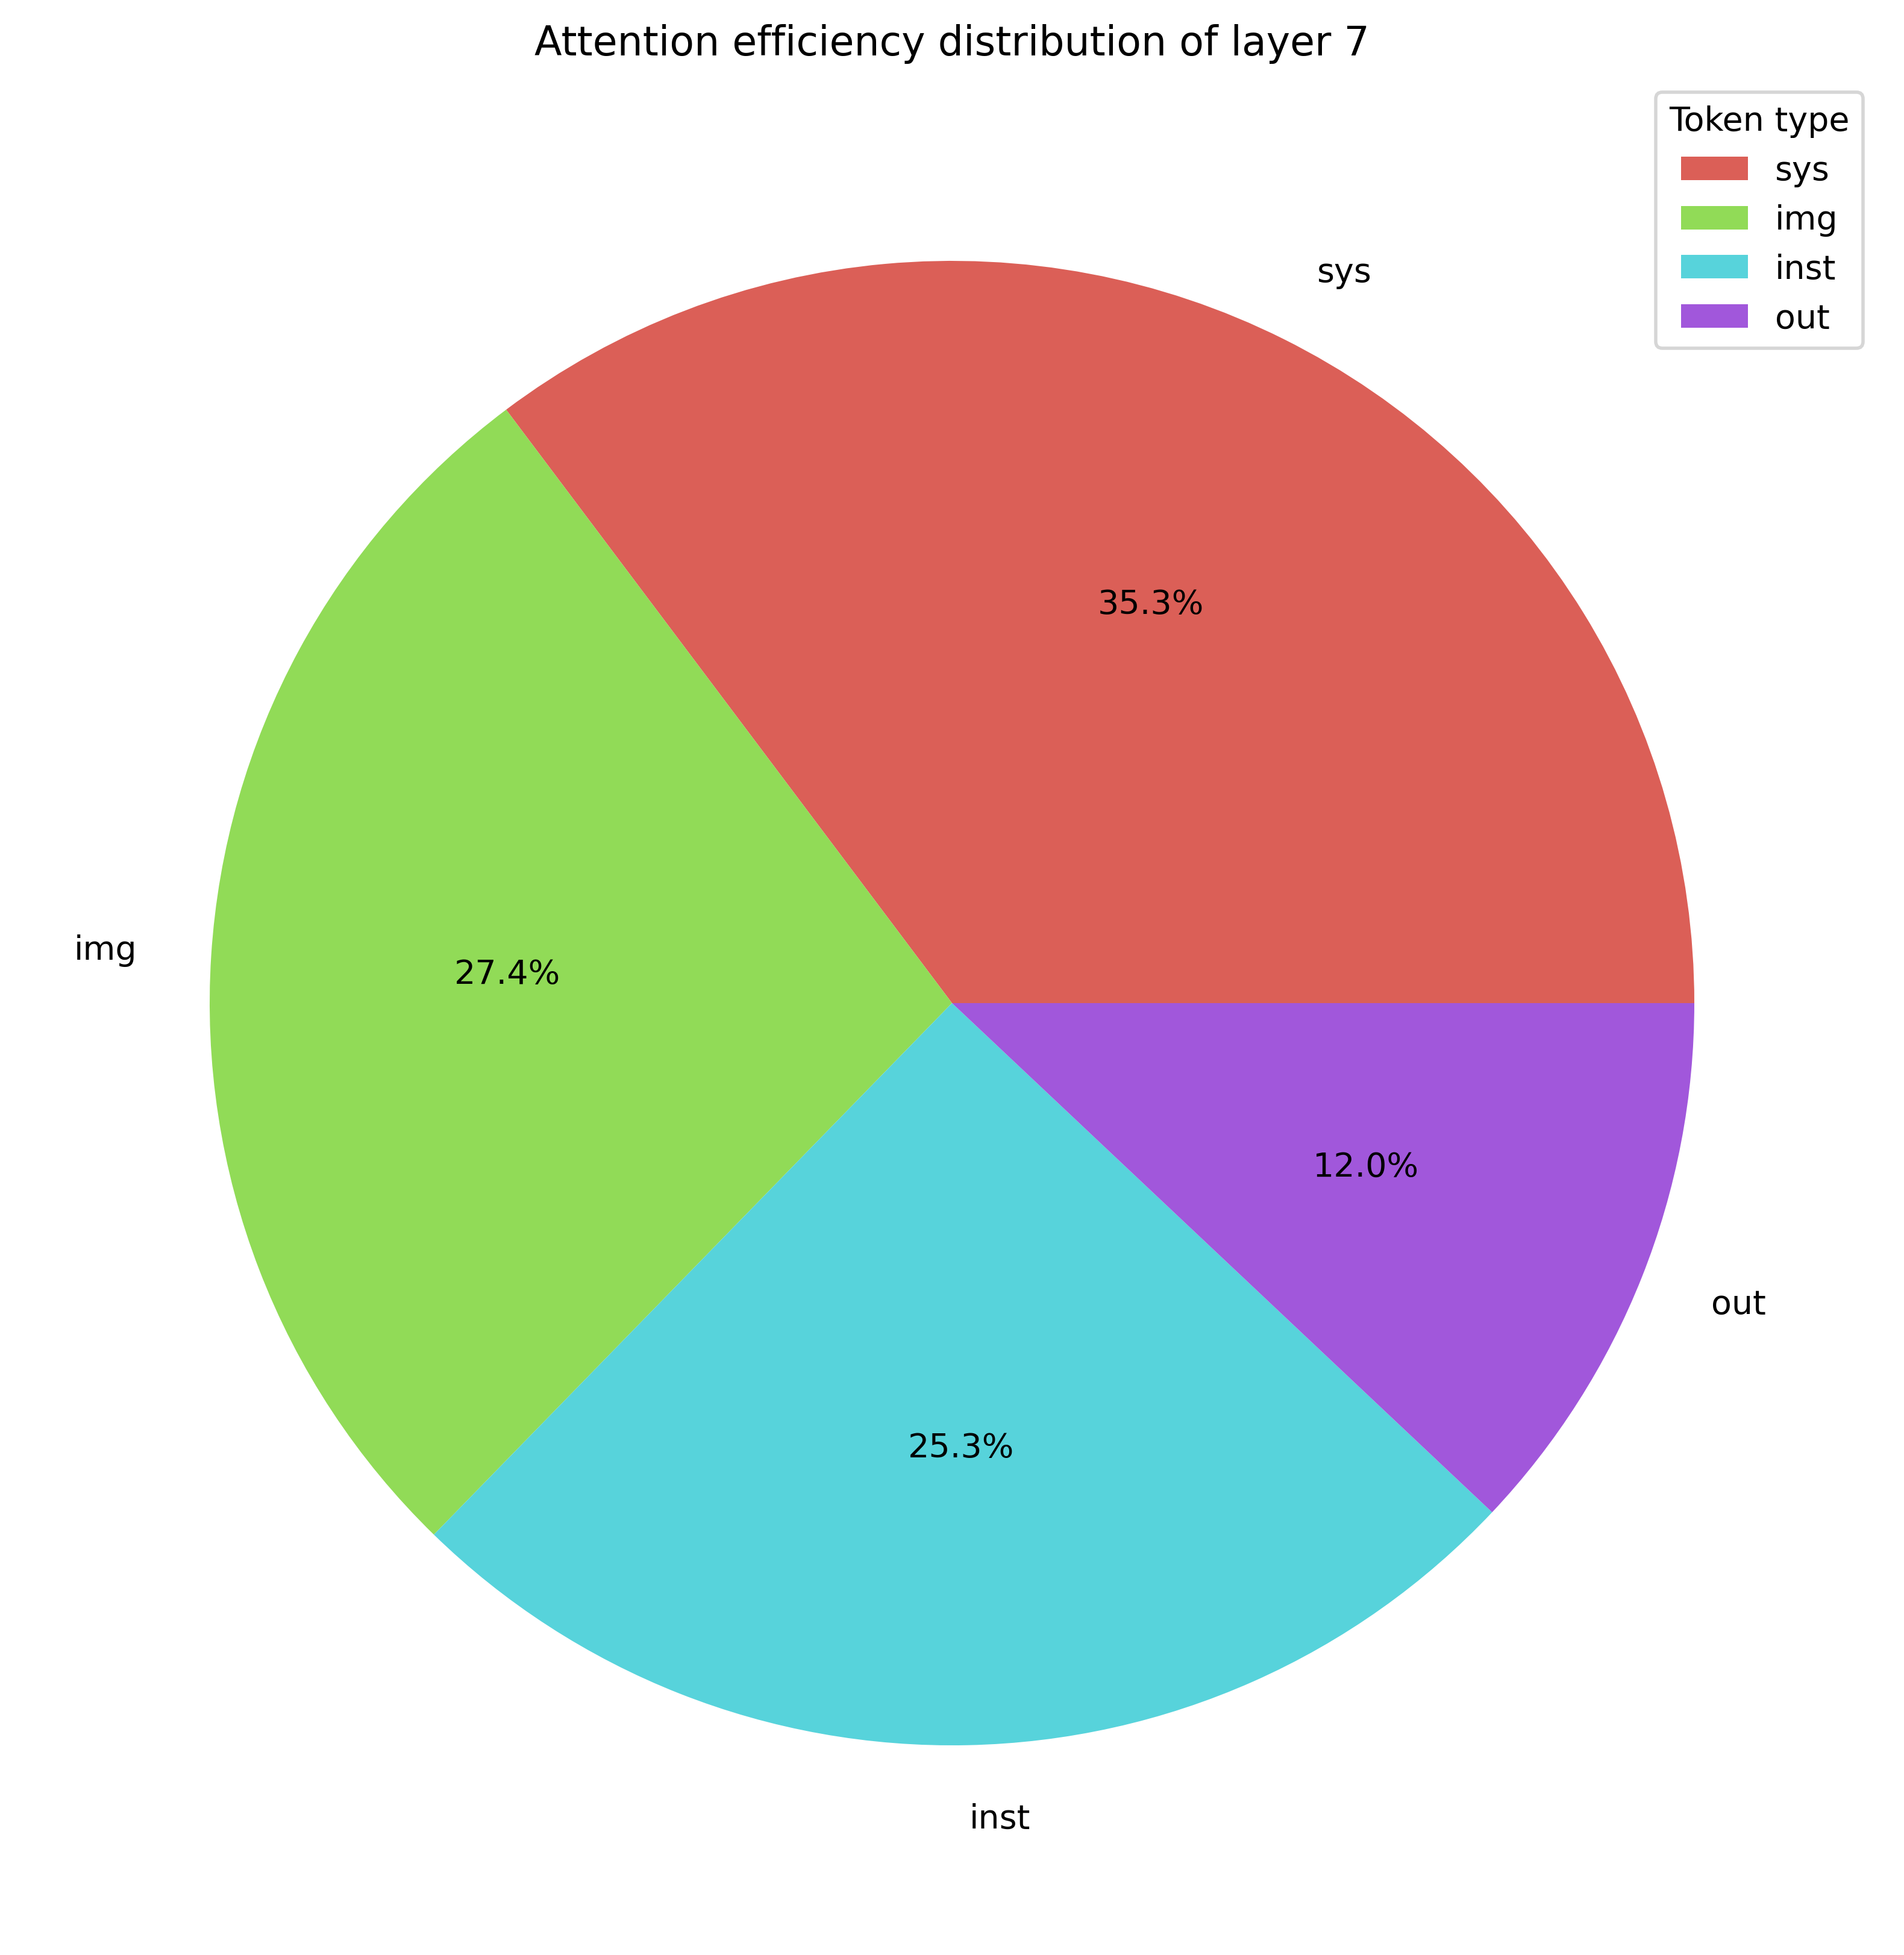 Attention efficiency distribution of layer 7
Token type
sys
img
inst
out
sys
35.3%
img
27.4%
12.0%
out
25.3%
inst